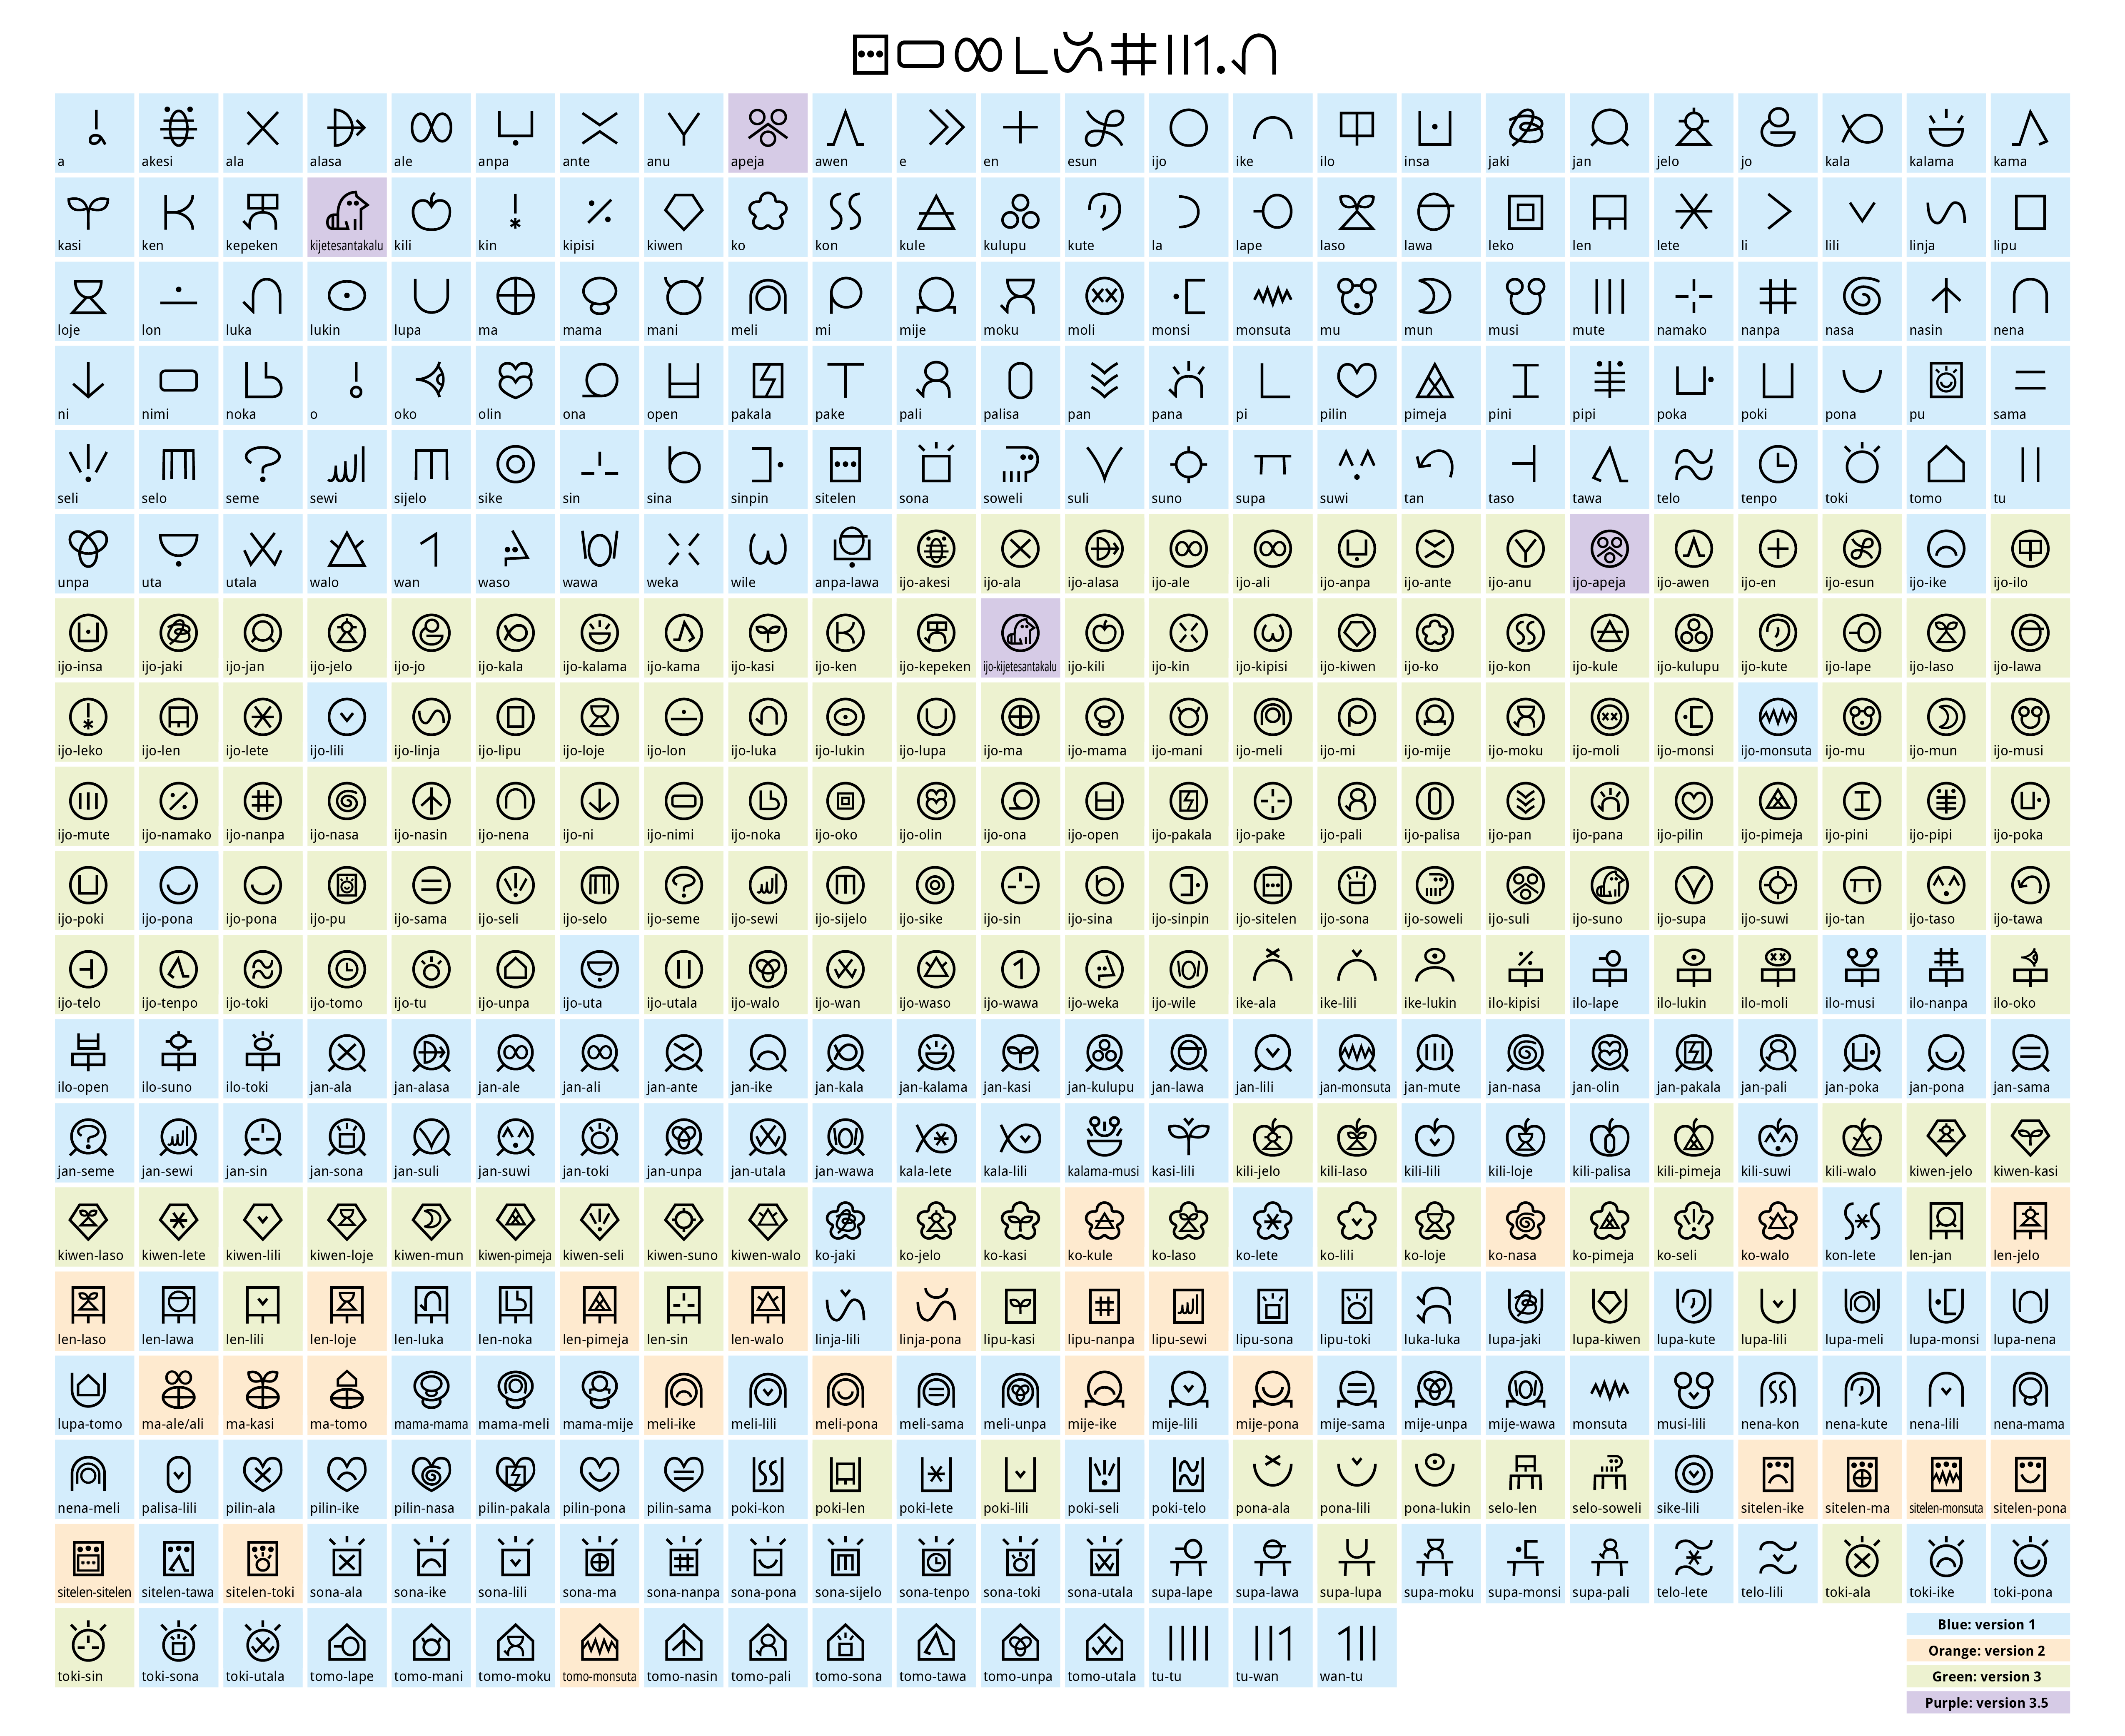 1.
a akesi ala alasa ale anpa ante anu apeja awen e en esun ijo ike ilo insa jaki jan jelo jo kala kalama kama
kasi ken kepeken kijetesantakalu kili kin kipisi kiwen ko kon kule kulupu kute la lape laso lawa leko len lete li lili linja lipu
loje lon luka lukin lupa ma mama mani meli mi mije moku moli monsi monsuta mu mun musi mute namako nanpa nasa nasin nena
ni nimi noka o oko olin ona open pakala pake pali palisa pan pana pi pilin pimeja pini pipi poka poki pona pu sama
seli selo seme sewi sijelo sike sin sina sinpin sitelen sona soweli suli suno supa suwi tan taso tawa telo tenpo toki tomo tu
unpa uta utala walo wan waso wawa weka wile anpa-lawa ijo-akesi ijo-ala ijo-alasa ijo-ale ijo-ali ijo-anpa ijo-ante ijo-anu ijo-apeja ijo-awen ijo-en ijo-esun ijo-ike ijo-ilo
ijo-insa ijo-jaki ijo-jan ijo-jelo ijo-jo ijo-kala ijo-kalama ijo-kama ijo-kasi ijo-ken ijo-kepeken ijo-kijetesantakalu ijo-kili ijo-kin ijo-kipisi ijo-kiwen ijo-ko ijo-kon ijo-kule ijo-kulupu ijo-kute ijo-lape ijo-laso ijo-lawa
ijo-leko ijo-len ijo-lete ijo-lili ijo-linja ijo-lipu ijo-loje ijo-lon ijo-luka ijo-lukin ijo-lupa ijo-ma ijo-mama ijo-mani ijo-meli ijo-mi ijo-mije ijo-moku ijo-moli ijo-monsi ijo-monsuta ijo-mu ijo-mun ijo-musi
ijo-mute ijo-namako ijo-nanpa ijo-nasa ijo-nasin ijo-nena ijo-ni ijo-nimi ijo-noka ijo-oko ijo-olin ijo-ona ijo-open ijo-pakala ijo-pake ijo-pali ijo-palisa ijo-pan ijo-pana ijo-pilin ijo-pimeja ijo-pini ijo-pipi ijo-poka
ijo-poki ijo-pona ijo-pona ijo-pu ijo-sama ijo-seli ijo-selo ijo-seme ijo-sewi ijo-sijelo ijo-sike ijo-sin ijo-sina ijo-sinpin ijo-sitelen ijo-sona ijo-soweli ijo-suli ijo-suno ijo-supa ijo-suwi ijo-tan ijo-taso ijo-tawa
ijo-telo ijo-tenpo ijo-toki ijo-tomo ijo-tu ijo-unpa ijo-uta ijo-utala ijo-walo ijo-wan ijo-waso ijo-wawa ijo-weka ijo-wile ike-ala ike-lili ike-lukin ilo-kipisi ilo-lape ilo-lukin ilo-moli ilo-musi ilo-nanpa ilo-oko
ilo-open ilo-suno ilo-toki jan-ala jan-alasa jan-ale jan-ali jan-ante jan-ike jan-kala jan-kalama jan-kasi jan-kulupu jan-lawa jan-lili jan-monsuta jan-mute jan-nasa jan-olin jan-pakala jan-pali jan-poka jan-pona jan-sama
jan-seme jan-sewi jan-sin jan-sona jan-suli jan-suwi jan-toki jan-unpa jan-utala jan-wawa kala-lete kala-lili kalama-musi kasi-lili kili-jelo kili-laso kili-lili kili-loje kili-palisa kili-pimeja kili-suwi kili-walo kiwen-jelo kiwen-kasi
kiwen-laso kiwen-lete kiwen-lili kiwen-loje kiwen-mun kiwen-pimeja kiwen-seli kiwen-suno kiwen-walo ko-jaki ko-jelo ko-kasi ko-kule ko-laso ko-lete ko-lili ko-loje ko-nasa ko-pimeja ko-seli ko-walo kon-lete len-jan len-jelo
len-laso len-lawa len-lili len-loje len-luka len-noka len-pimeja len-sin len-walo linja-lili linja-pona lipu-kasi lipu-nanpa lipu-sewi lipu-sona lipu-toki luka-luka lupa-jaki lupa-kiwen lupa-kute lupa-lili lupa-meli lupa-monsi lupa-nena
lupa-tomo ma-ale/ali ma-kasi ma-tomo mama-mama mama-meli mama-mije meli-ike meli-lili meli-pona meli-sama meli-unpa mije-ike mije-lili mije-pona mije-sama mije-unpa mije-wawa monsuta musi-lili nena-kon nena-kute nena-lili nena-mama
nena-meli palisa-lili pilin-ala pilin-ike pilin-nasa pilin-pakala pilin-pona pilin-sama poki-kon poki-len poki-lete poki-lili poki-seli poki-telo pona-ala pona-lili pona-lukin selo-len selo-soweli sike-lili sitelen-ike sitelen-ma sitelen-monsuta sitelen-pona
sitelen-sitelen sitelen-tawa sitelen-toki sona-ala sona-ike sona-lili sona-ma sona-nanpa sona-pona sona-sijelo sona-tenpo sona-toki sona-utala supa-lape supa-lawa supa-lupa supa-moku supa-monsi supa-pali telo-lete telo-lili toki-ala toki-ike toki-pona
toki-sin toki-sona toki-utala tomo-lape tomo-mani tomo-moku tomo-monsuta tomo-nasin tomo-pali tomo-sona tomo-tawa tomo-unpa tomo-utala tu-tu tu-wan wan-tu
Blue: version 1
Orange: version 2
Green: version 3
Purple: version 3.5